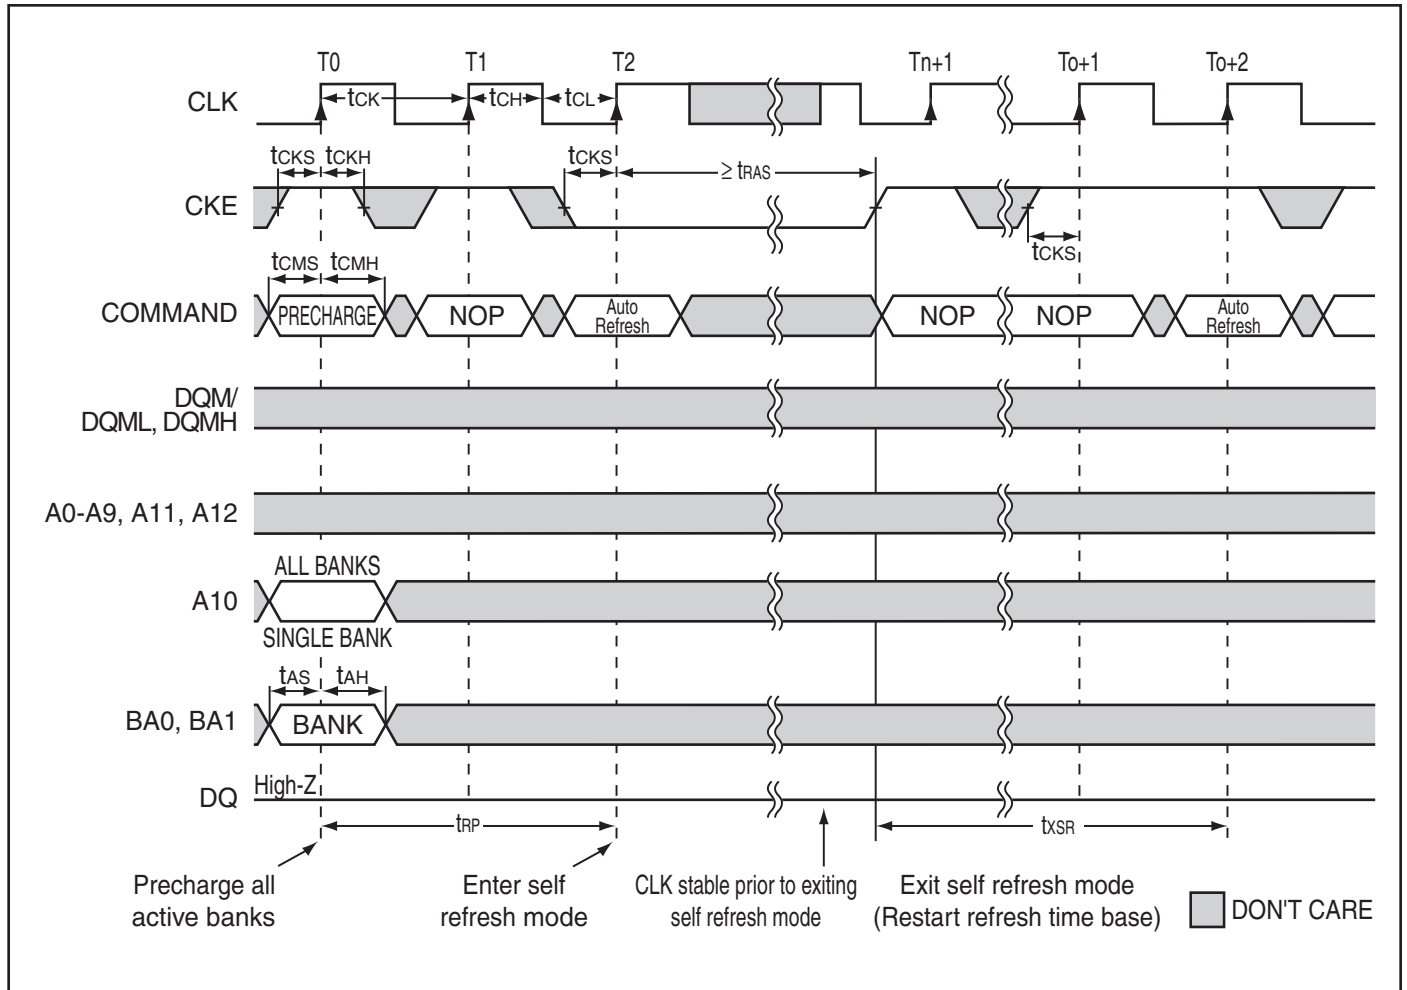 T0 T1 T2 Tn+1 To+1 To+2
CLK
tCK tCH tCL
tCKS tCKH tCKS ≥ tRAS
CKE
tCKS
tCMS tCMH
COMMAND
PRECHARGE NOP Auto Refresh NOP NOP Auto Refresh
DQM/
DQML, DQMH
A0-A9, A11, A12
ALL BANKS
A10
SINGLE BANK
tAS tAH
BA0, BA1
BANK
DQ
High-Z
tRP tXSR
Precharge all
active banks
Enter self
refresh mode
CLK stable prior to exiting
self refresh mode
Exit self refresh mode
(Restart refresh time base)
DON'T CARE